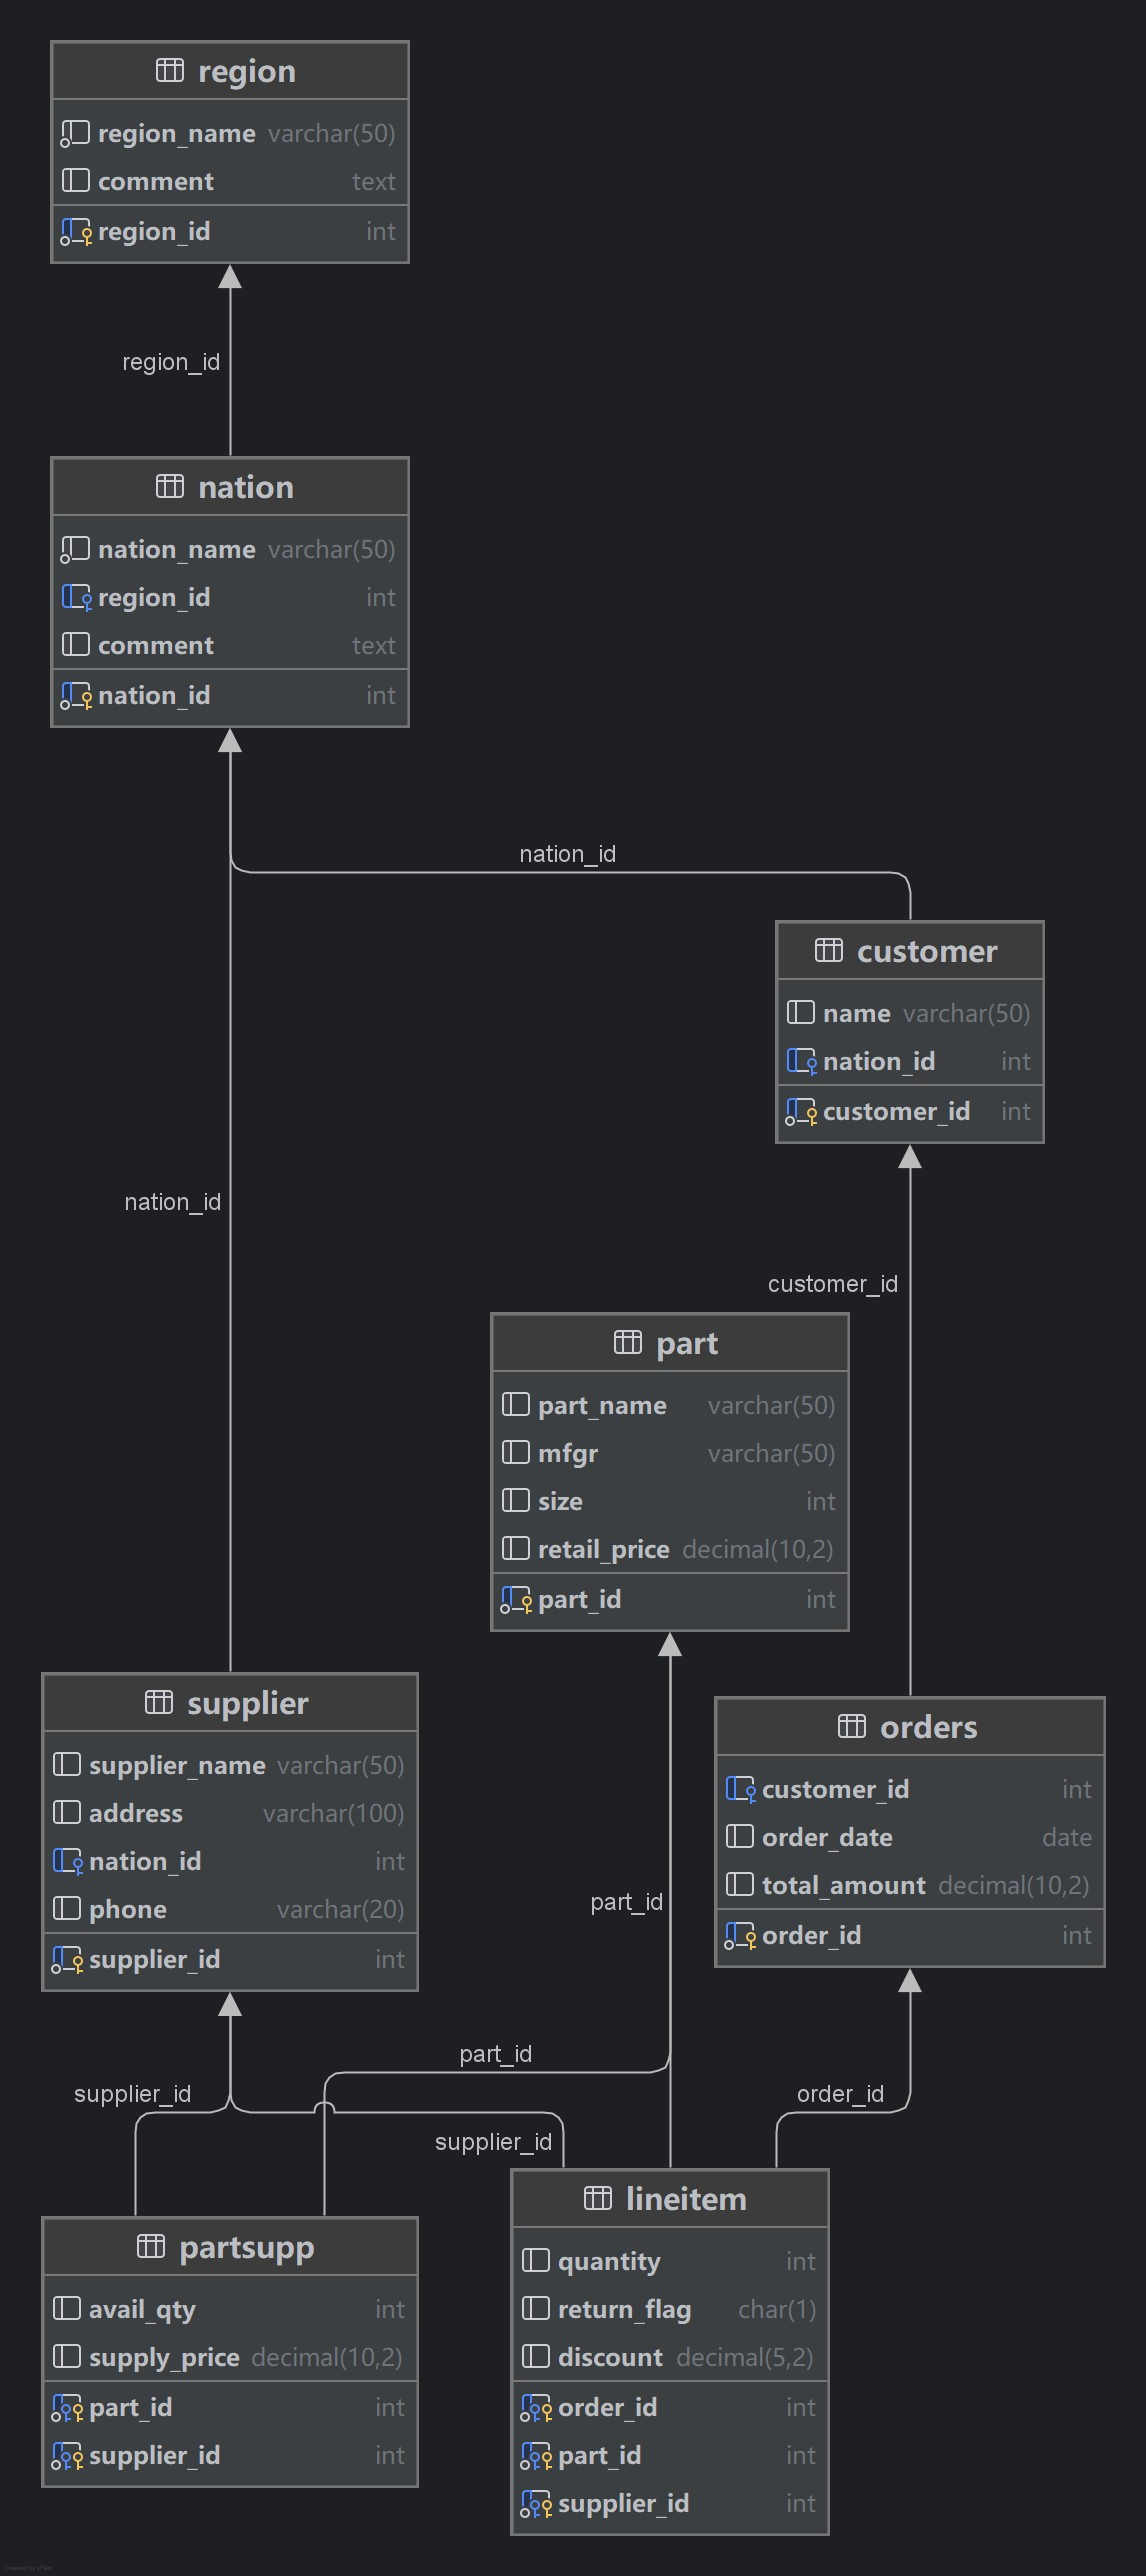 region
region_name varchar(50)
comment text
region_id int
region_id
nation
nation_name varchar(50)
region_id int
comment text
nation_id int
nation_id
customer
name varchar(50)
nation_id int
customer_id int
nation_id
customer_id
part
part_name varchar(50)
mfgr varchar(50)
size int
retail_price decimal(10,2)
part_id int
supplier
supplier_name varchar(50)
address varchar(100)
nation_id int
phone varchar(20)
supplier_id int
orders
customer_id int
order_date date
total_amount decimal(10,2)
order_id int
part_id
part_id
supplier_id
order_id
supplier_id
partsupp
avail_qty int
supply_price decimal(10,2)
part_id int
supplier_id int
lineitem
quantity int
return_flag char(1)
discount decimal(5,2)
order_id int
part_id int
supplier_id int
Powered by yFiles